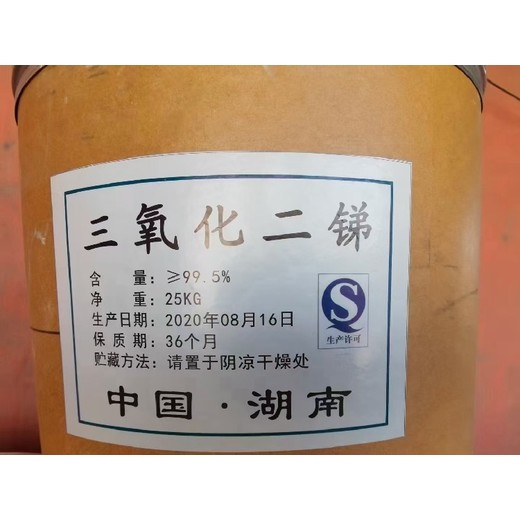 三氧化二锑
含 量：≥99.5%
净 重：25KG
生产日期：2020年08月16日
保 质 期：36个月
贮藏方法：请置于阴凉干燥处
生产许可
中国·湖南